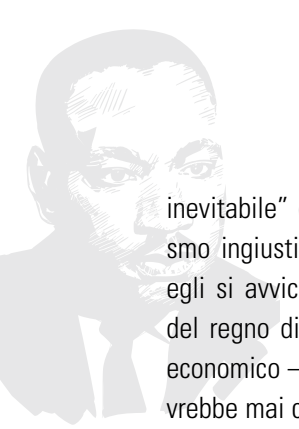 inevitabile”
smo ingiusti
egli si avvic
del regno di
economico –
vrebbe mai